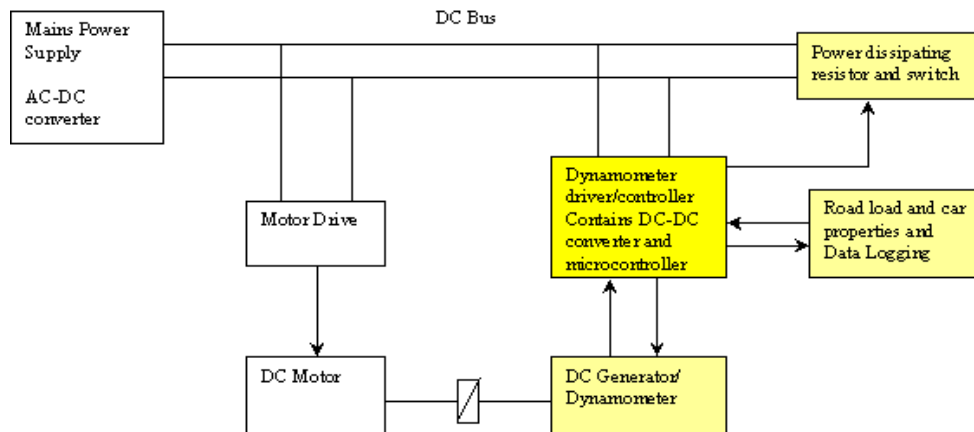 DC Bus
Mains Power
Supply
AC-DC
converter
Power dissipating
resistor and switch
Dynamometer
driver/controller
Contains DC-DC
converter and
microcontroller
Road load and car
properties and
Data Logging
Motor Drive
DC Motor
DC Generator/
Dynamometer